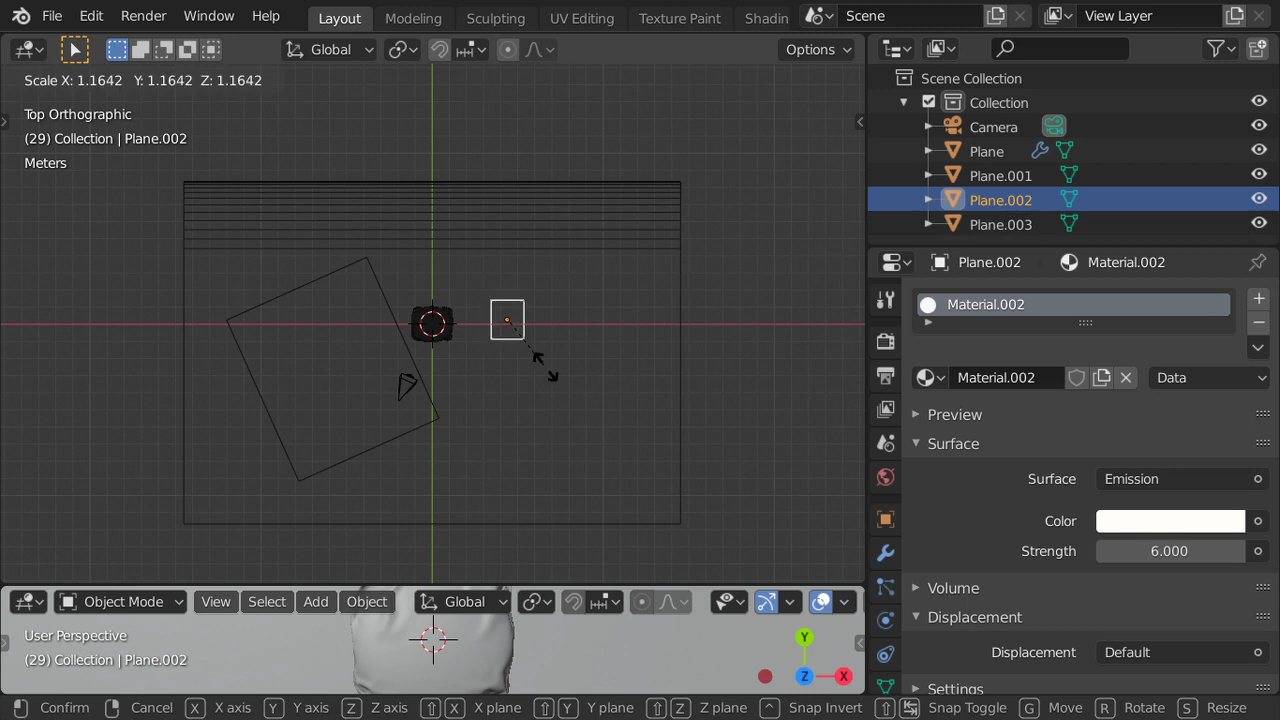 File Edit Render Window Help Layout Modeling Sculpting UV Editing Texture Paint Shadin Scene View Layer
Global Options
Scale X: 1.1642 Y: 1.1642 Z: 1.1642
Top Orthographic
(29) Collection | Plane.002
Meters
Scene Collection
Collection
Camera
Plane
Plane.001
Plane.002
Plane.003
Plane.002 Material.002
Material.002
Material.002 Data
Preview
Surface
Surface Emission
Color
Strength 6.000
Volume
Displacement
Displacement Default
Settings
Object Mode View Select Add Object Global
User Perspective
(29) Collection | Plane.002
Y
Z X
Confirm Cancel X X axis Y Y axis Z Z axis X X plane Y Y plane Z Z plane ^ Snap Invert Snap Toggle G Move R Rotate S Resize